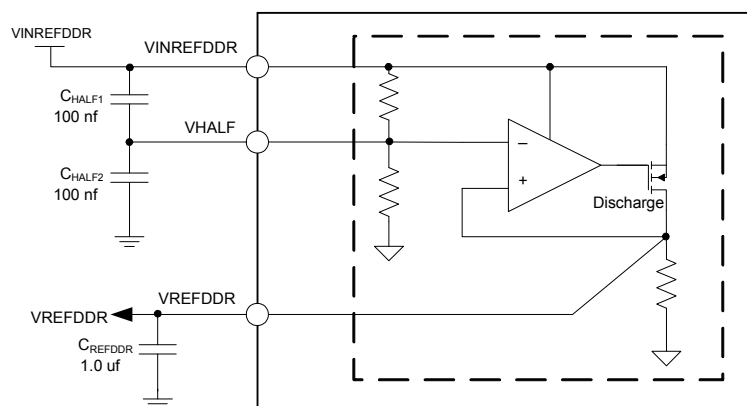 VINREFDDR
VINREFDDR
CHALF1
100 nf
VHALF
CHALF2
100 nf
−
+
Discharge
VREFDDR
VREFDDR
CREFDDR
1.0 uf